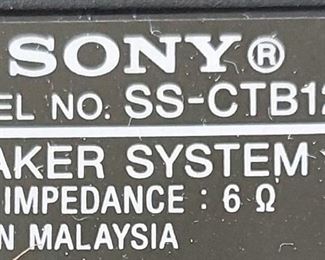 SONY®
EL NO. SS-CTB12
AKER SYSTEM
IMPEDANCE : 6 Ω
N MALAYSIA